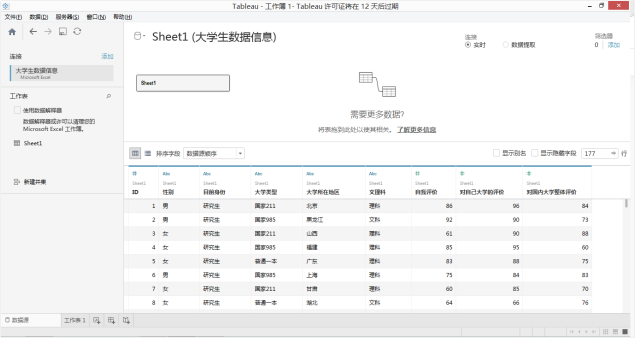 Tableau - 工作簿 1- Tableau 许可证将在 12 天后过期
文件(F) 数据(D) 服务器(S) 窗口(N) 帮助(H)
连接 添加
大学生数据信息
Microsoft Excel
工作表
使用数据解释器
数据解释器或许可以清理您的 Microsoft Excel 工作簿。
Sheet1
新建并集
Sheet1 (大学生数据信息)
连接
实时 数据提取
筛选器
0 添加
Sheet1
需要更多数据?
将表拖到此处以使其相关。 了解更多信息
排序字段 数据源顺序 显示别名 显示隐藏字段 177 行
Abc Abc Abc Abc Abc
Sheet1 Sheet1 Sheet1 Sheet1 Sheet1 Sheet1 Sheet1 Sheet1 Sheet1
ID 性别 目前身份 大学类型 大学所在地区 文理科 自我评价 对自己大学的评价 对国内大学整体评价
1 男 研究生 国家211 北京 理科 86 96 84
2 男 研究生 国家985 黑龙江 文科 92 90 73
3 女 研究生 国家211 山西 理科 61 90 88
4 女 研究生 国家985 福建 理科 85 95 60
5 女 研究生 普通一本 广东 理科 83 88 75
6 男 研究生 国家985 上海 理科 75 84 83
7 女 研究生 国家211 甘肃 理科 60 85 70
8 女 研究生 普通一本 湖北 文科 64 66 76
数据源 工作表 1